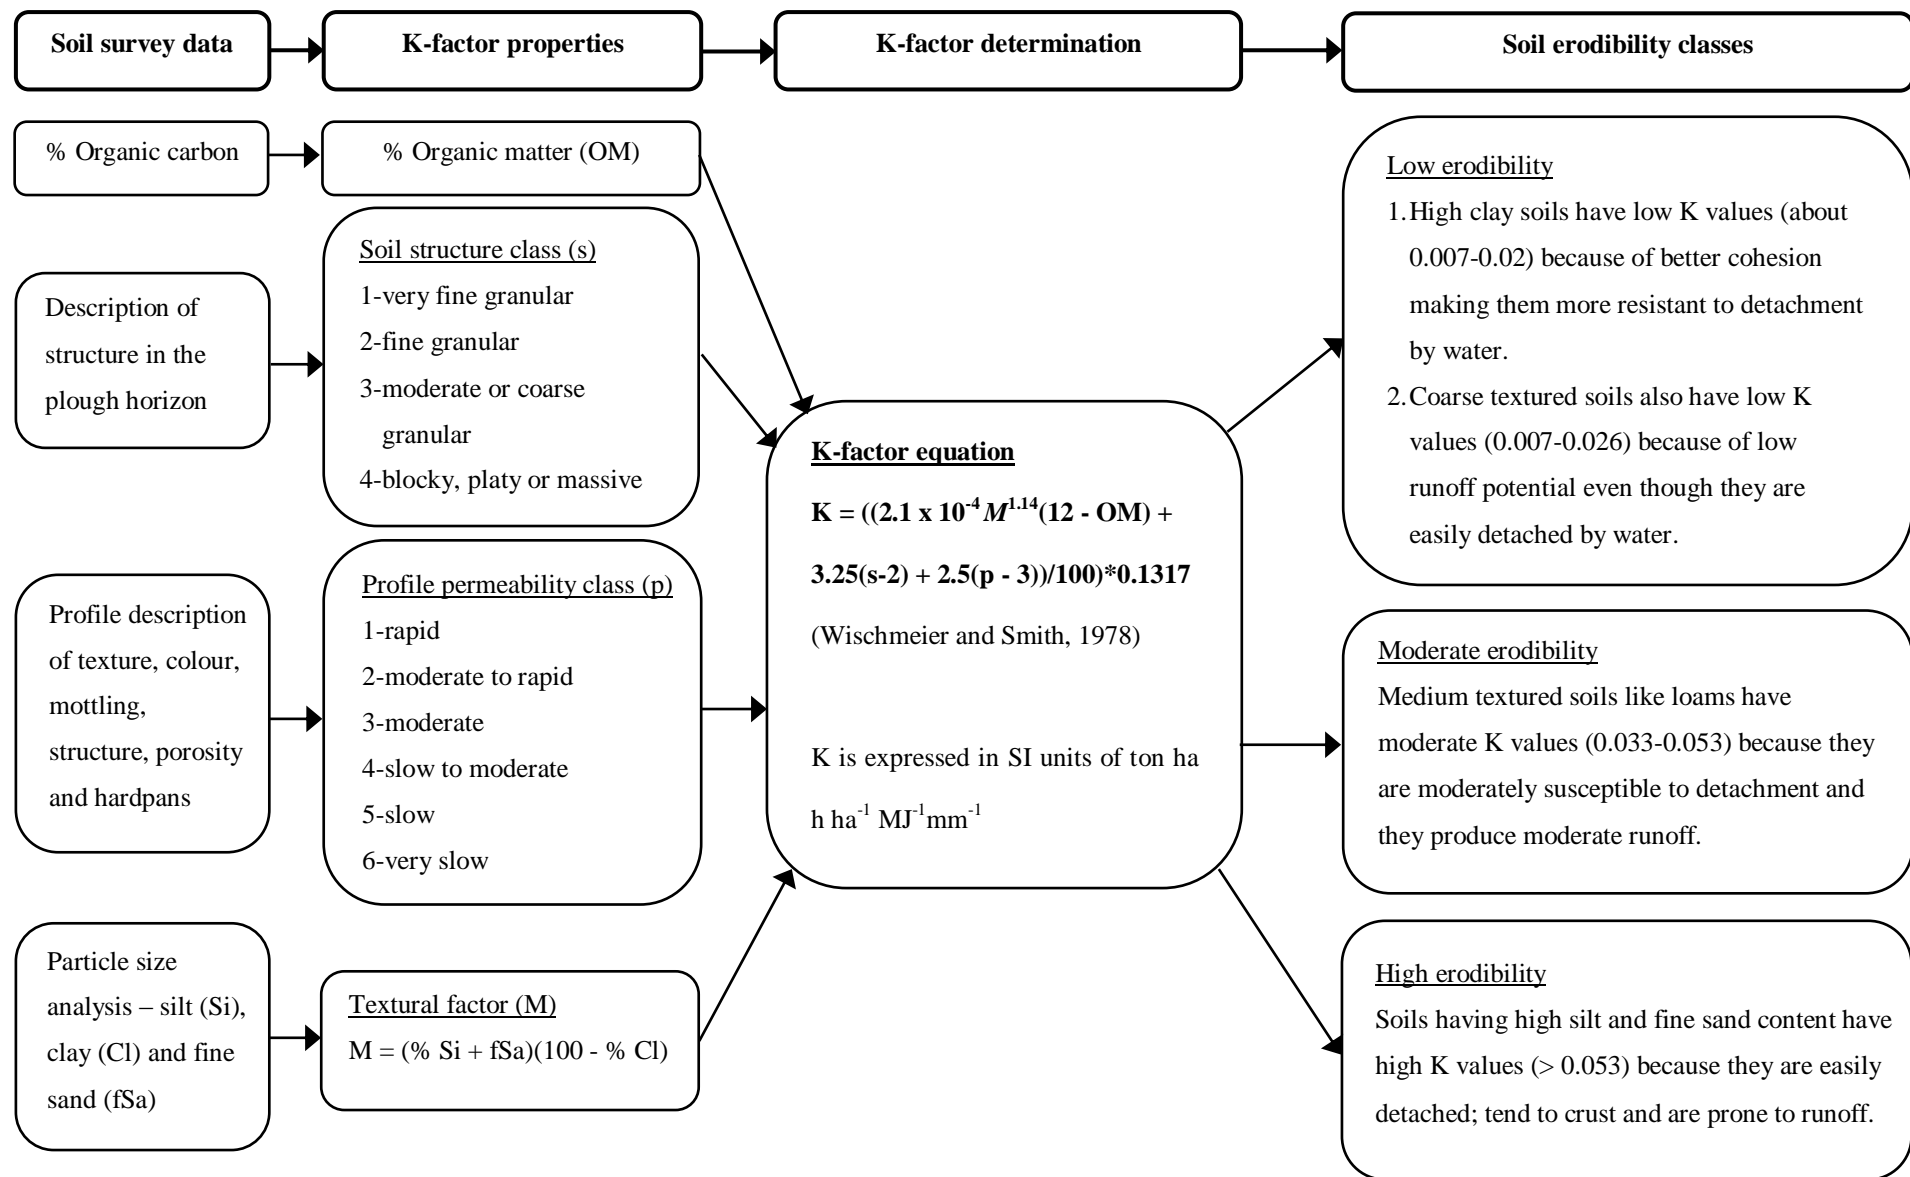 Soil survey data
K-factor properties
K-factor determination
Soil erodibility classes
% Organic carbon
% Organic matter (OM)
Description of
structure in the
plough horizon
Soil structure class (s)
1-very fine granular
2-fine granular
3-moderate or coarse
granular
4-blocky, platy or massive
Profile description
of texture, colour,
mottling,
structure, porosity
and hardpans
Profile permeability class (p)
1-rapid
2-moderate to rapid
3-moderate
4-slow to moderate
5-slow
6-very slow
Particle size
analysis – silt (Si),
clay (Cl) and fine
sand (fSa)
Textural factor (M)
M = (% Si + fSa)(100 - % Cl)
K-factor equation
K = ((2.1 x 10⁻⁴ M¹·¹⁴(12 - OM) +
3.25(s-2) + 2.5(p - 3))/100)*0.1317
(Wischmeier and Smith, 1978)
K is expressed in SI units of ton ha
h ha⁻¹ MJ⁻¹mm⁻¹
Low erodibility
1. High clay soils have low K values (about
0.007-0.02) because of better cohesion
making them more resistant to detachment
by water.
2. Coarse textured soils also have low K
values (0.007-0.026) because of low
runoff potential even though they are
easily detached by water.
Moderate erodibility
Medium textured soils like loams have
moderate K values (0.033-0.053) because they
are moderately susceptible to detachment and
they produce moderate runoff.
High erodibility
Soils having high silt and fine sand content have
high K values (> 0.053) because they are easily
detached; tend to crust and are prone to runoff.